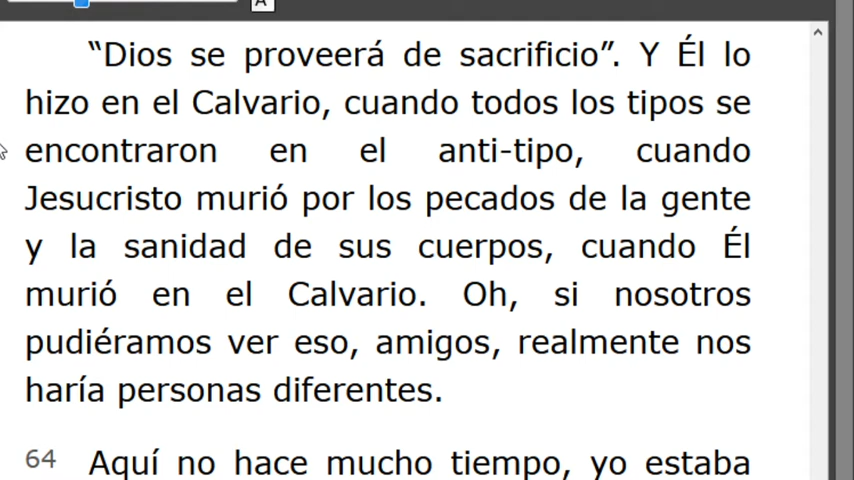 A
“Dios se proveerá de sacrificio”. Y Él lo
hizo en el Calvario, cuando todos los tipos se
encontraron en el anti-tipo, cuando
Jesucristo murió por los pecados de la gente
y la sanidad de sus cuerpos, cuando Él
murió en el Calvario. Oh, si nosotros
pudiéramos ver eso, amigos, realmente nos
haría personas diferentes.
64 Aquí no hace mucho tiempo, yo estaba